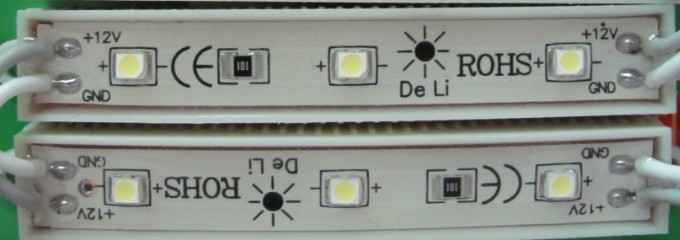 +12V +12V
+ - CE 101 + - ROHS + -
GND De Li GND
GND De Li GND
- + ROHS - + 101 CE - +
+12V +12V